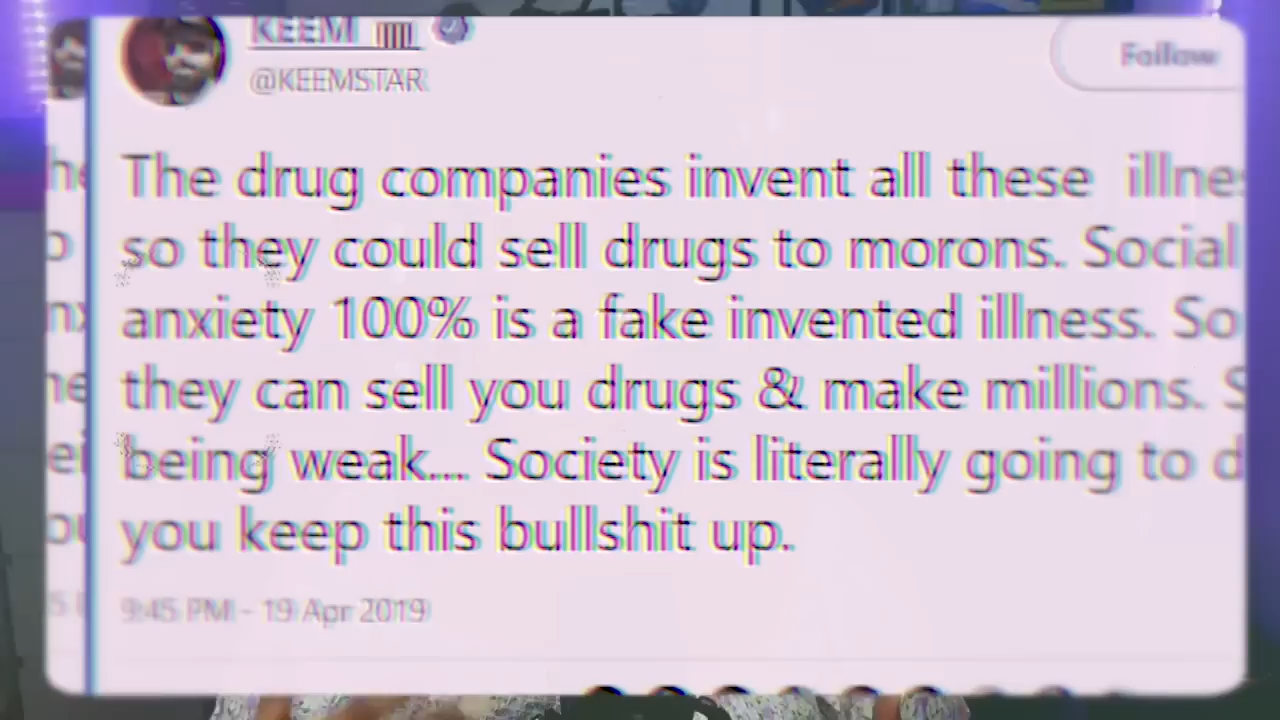 KEEM
@KEEMSTAR
Follow
The drug companies invent all these
so they could sell drugs to morons. Social
anxiety 100% is a fake invented illness. So
they can sell you drugs & make millions.
being weak... Society is literally going to
you keep this bullshit up.
9:45 PM - 19 Apr 2019